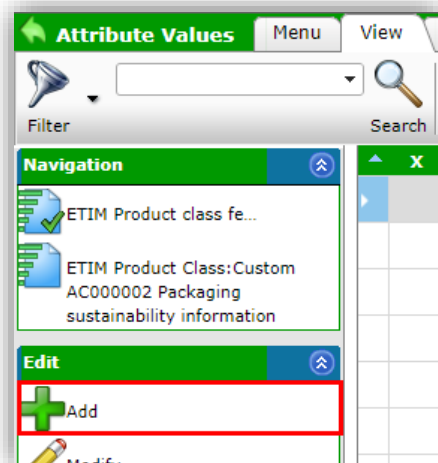 Attribute Values Menu View
Filter Search
Navigation X
ETIM Product class fe...
ETIM Product Class:Custom
AC000002 Packaging
sustainability information
Edit
Add
Modify